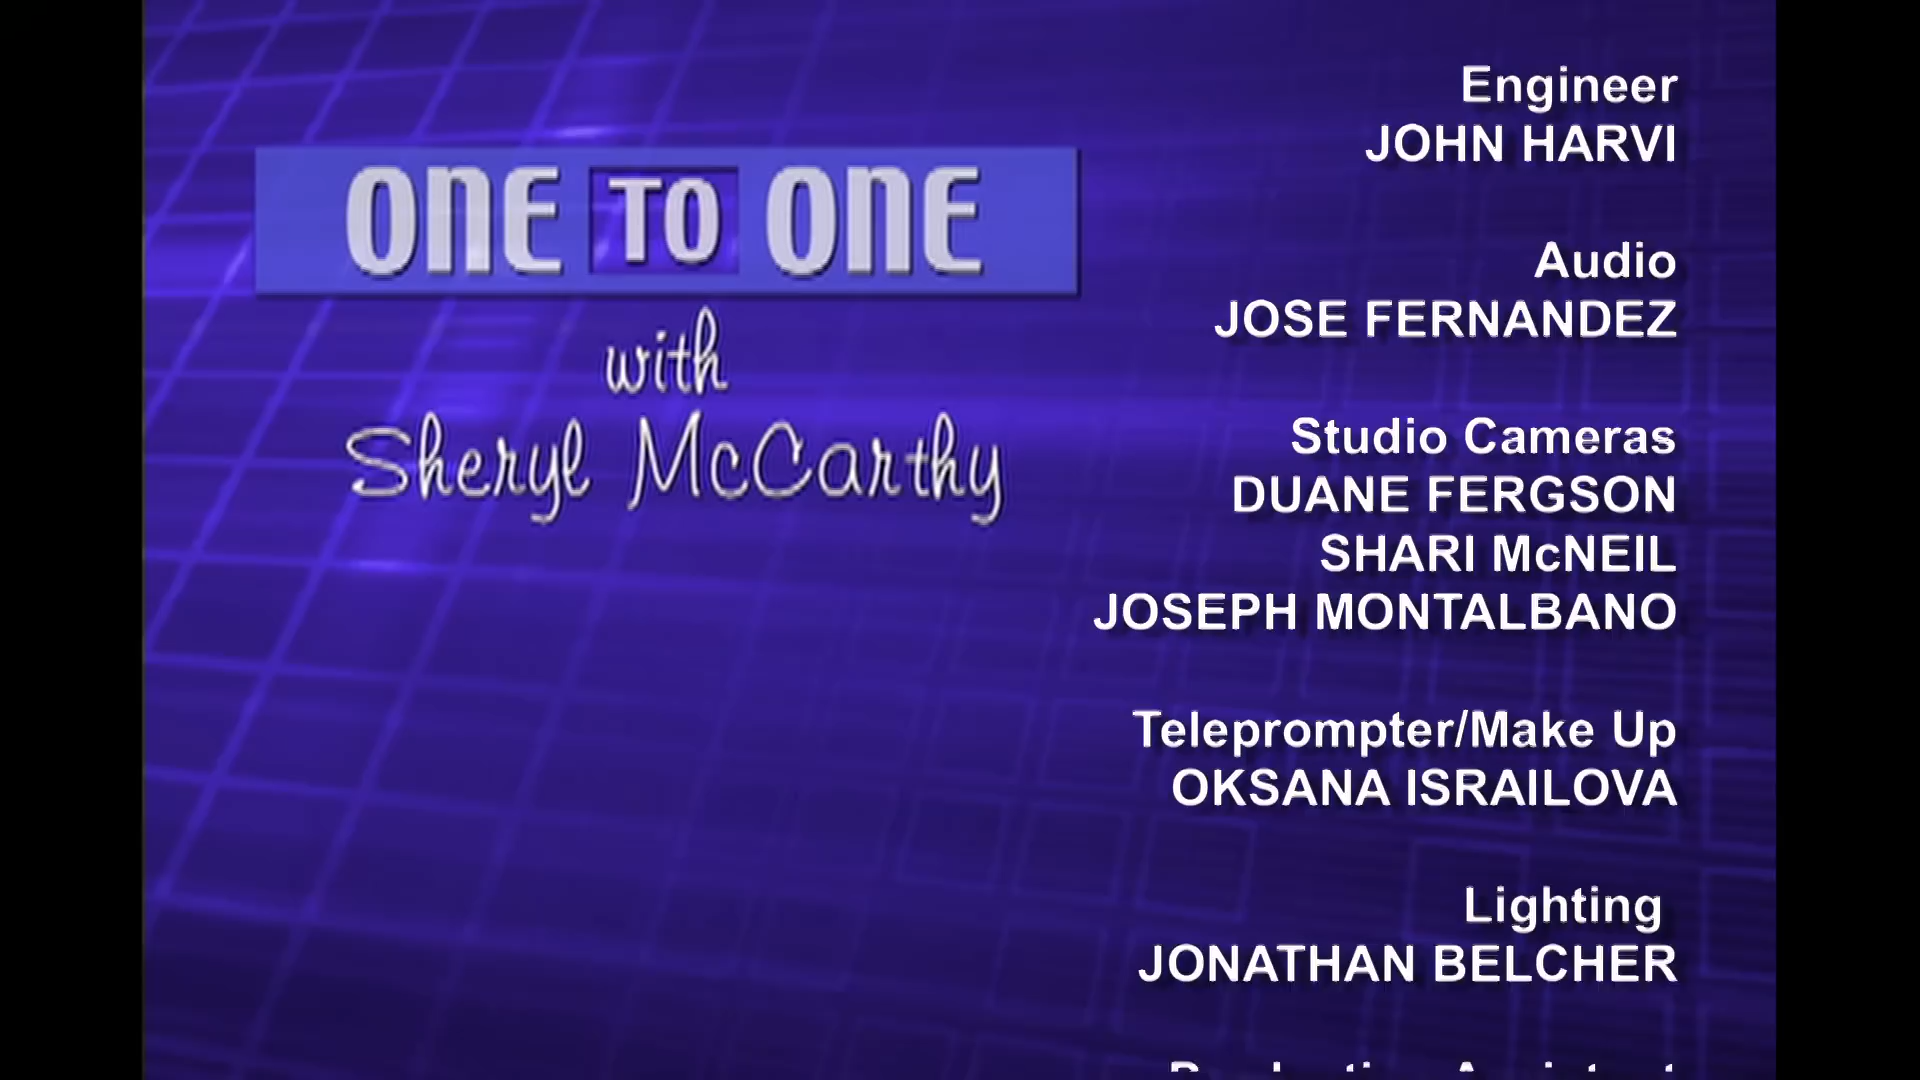 ONE TO ONE
with
Sheryl McCarthy
Engineer
JOHN HARVI
Audio
JOSE FERNANDEZ
Studio Cameras
DUANE FERGSON
SHARI McNEIL
JOSEPH MONTALBANO
Teleprompter/Make Up
OKSANA ISRAILOVA
Lighting
JONATHAN BELCHER